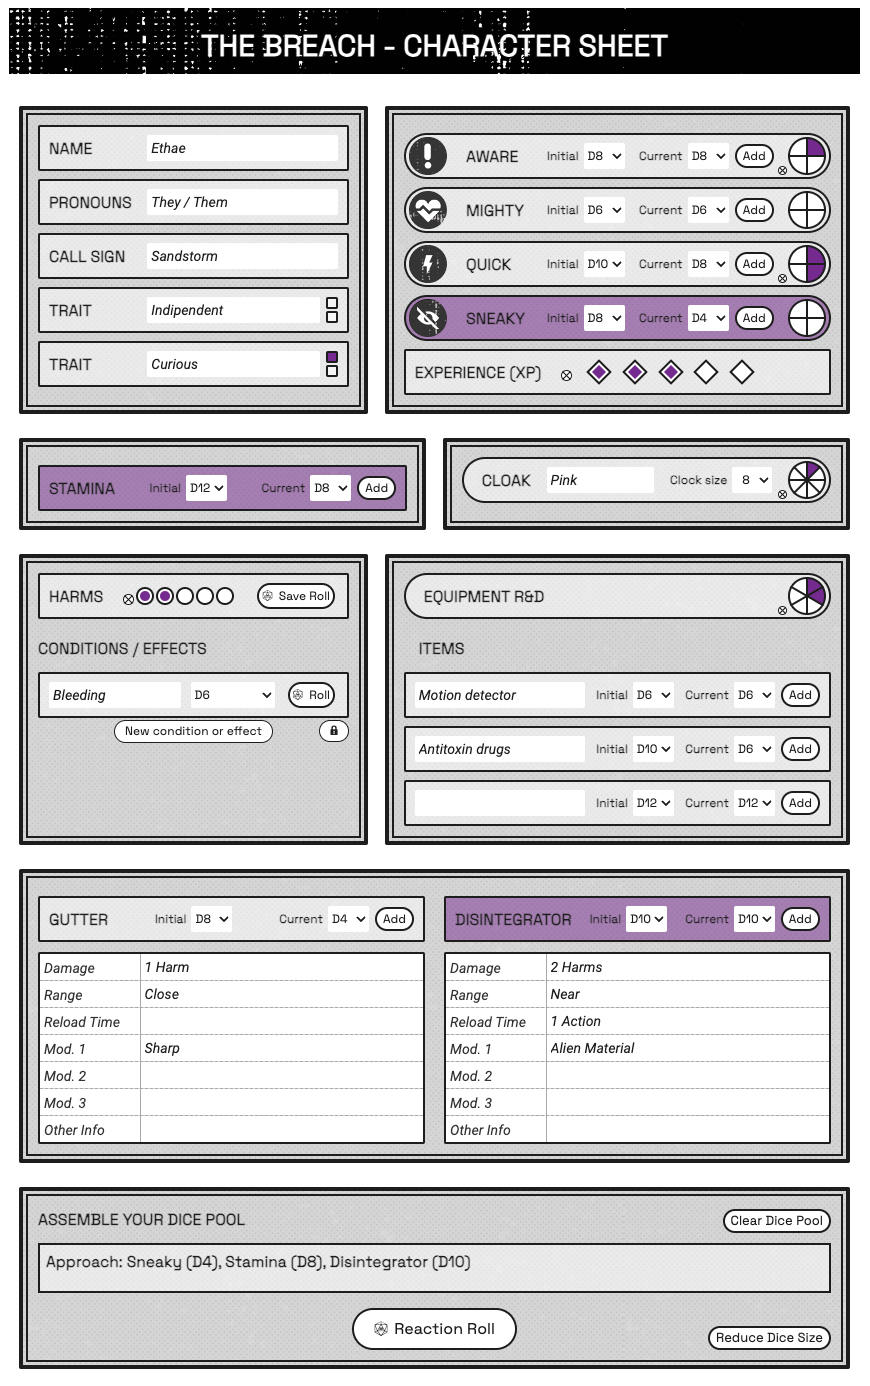 THE BREACH - CHARACTER SHEET
NAME Ethae
PRONOUNS They / Them
CALL SIGN Sandstorm
TRAIT Indipendent
TRAIT Curious
AWARE Initial D8 Current D8 Add
MIGHTY Initial D6 Current D6 Add
QUICK Initial D10 Current D8 Add
SNEAKY Initial D8 Current D4 Add
EXPERIENCE (XP)
STAMINA Initial D12 Current D8 Add
CLOAK Pink Clock size 8
HARMS Save Roll
CONDITIONS / EFFECTS
Bleeding D6 Roll
New condition or effect
EQUIPMENT R&D
ITEMS
Motion detector Initial D6 Current D6 Add
Antitoxin drugs Initial D10 Current D6 Add
Initial D12 Current D12 Add
GUTTER Initial D8 Current D4 Add
Damage 1 Harm
Range Close
Reload Time
Mod. 1 Sharp
Mod. 2
Mod. 3
Other Info
DISINTEGRATOR Initial D10 Current D10 Add
Damage 2 Harms
Range Near
Reload Time 1 Action
Mod. 1 Alien Material
Mod. 2
Mod. 3
Other Info
ASSEMBLE YOUR DICE POOL Clear Dice Pool
Approach: Sneaky (D4), Stamina (D8), Disintegrator (D10)
Reaction Roll
Reduce Dice Size